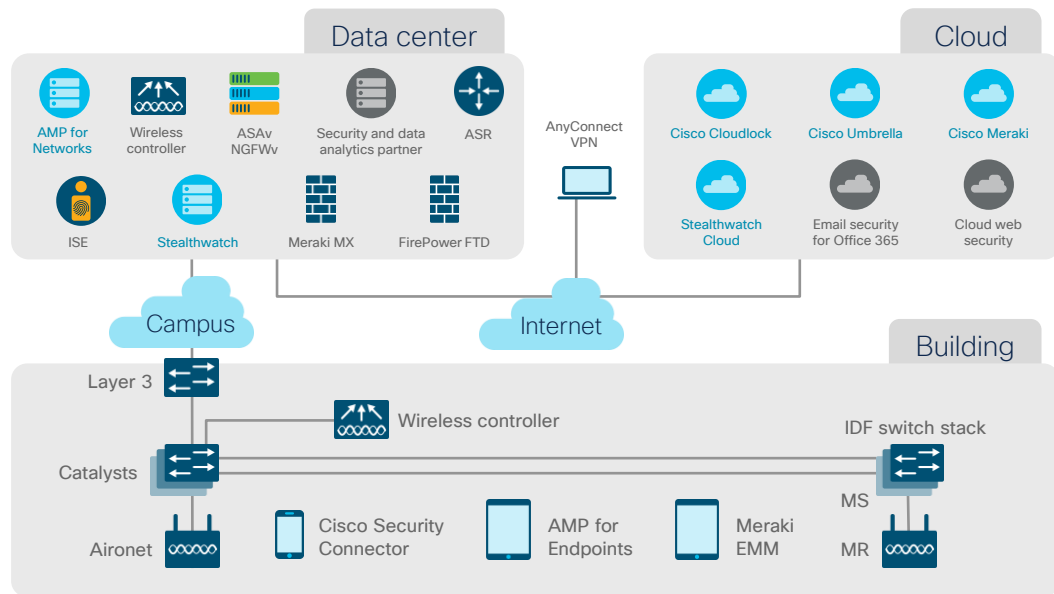 Data center
Cloud
AMP for
Networks
Wireless
controller
ASAv
NGFWv
Security and data
analytics partner
ASR
ISE
Stealthwatch
Meraki MX
FirePower FTD
AnyConnect
VPN
Cisco Cloudlock
Cisco Umbrella
Cisco Meraki
Stealthwatch
Cloud
Email security
for Office 365
Cloud web
security
Campus
Internet
Building
Layer 3
Wireless controller
IDF switch stack
Catalysts
MS
Aironet
Cisco Security
Connector
AMP for
Endpoints
Meraki
EMM
MR